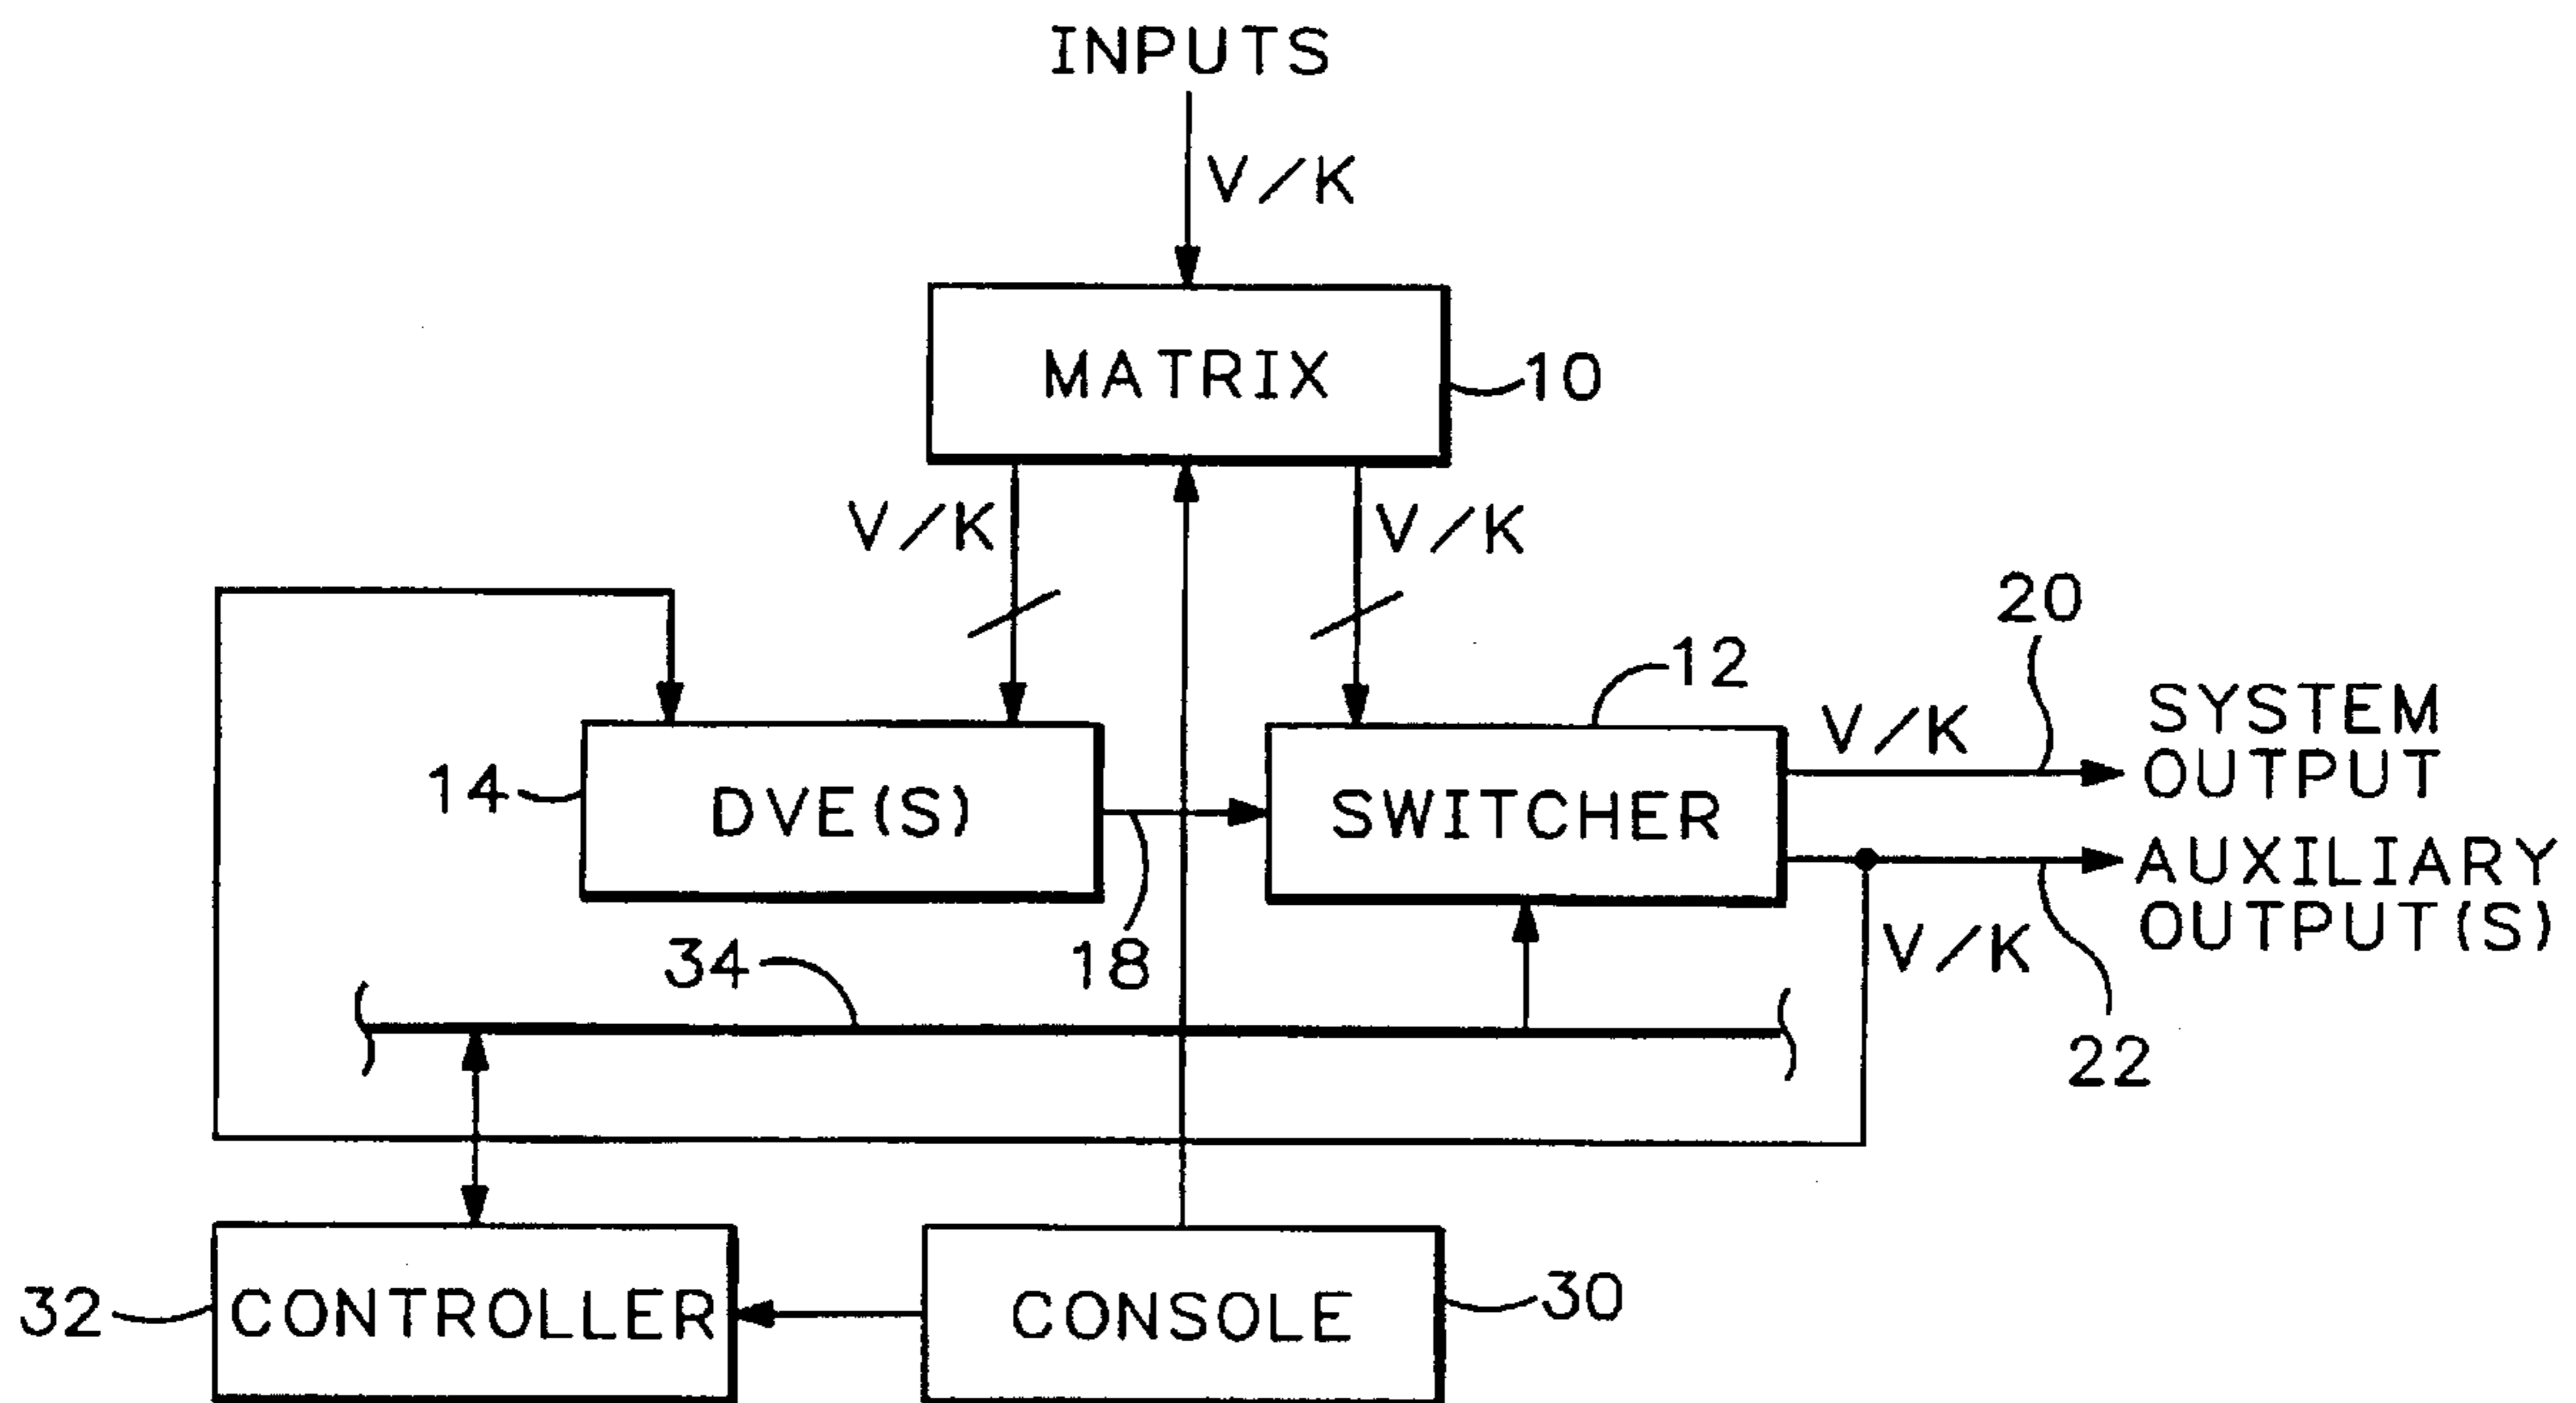 INPUTS
V/K
MATRIX
10
V/K
V/K
20
12
V/K
SYSTEM
OUTPUT
14
DVE(S)
SWITCHER
AUXILIARY
OUTPUT(S)
18
34
V/K
22
32
CONTROLLER
CONSOLE
30